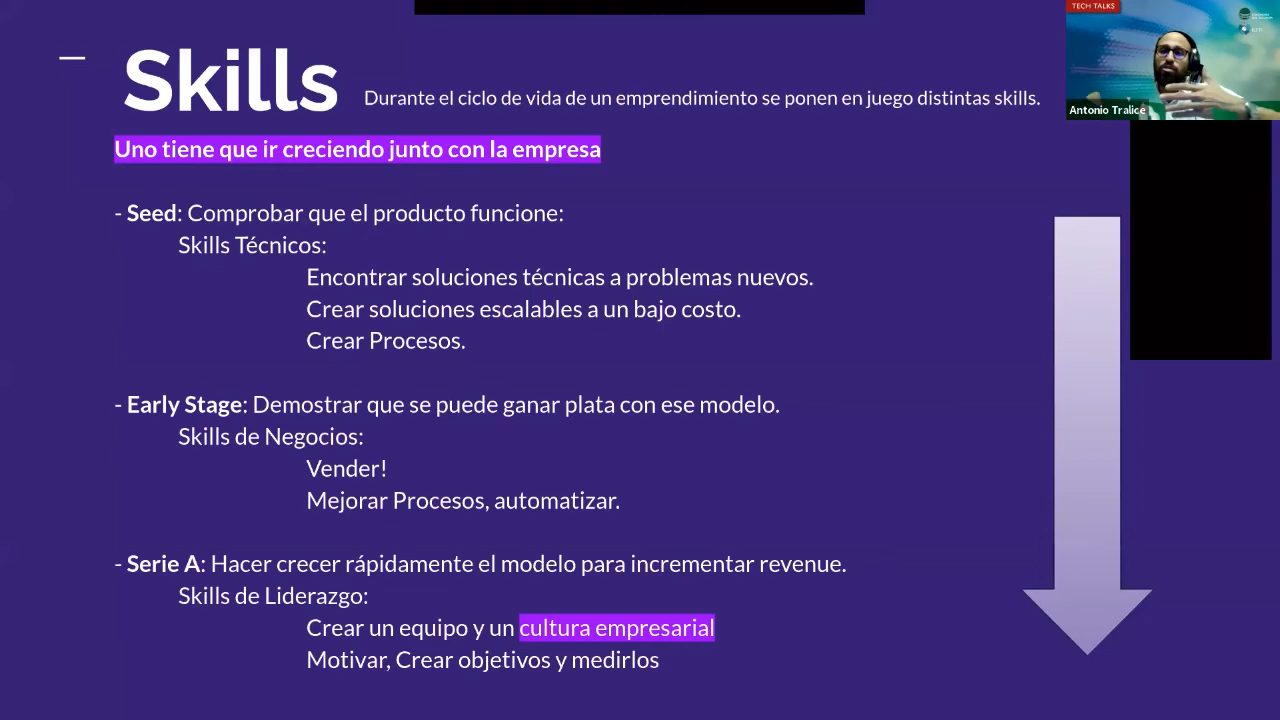 TECH TALKS
Skills
Durante el ciclo de vida de un emprendimiento se ponen en juego distintas skills.
Antonio Tralice
Uno tiene que ir creciendo junto con la empresa
- Seed: Comprobar que el producto funcione:
Skills Técnicos:
Encontrar soluciones técnicas a problemas nuevos.
Crear soluciones escalables a un bajo costo.
Crear Procesos.
- Early Stage: Demostrar que se puede ganar plata con ese modelo.
Skills de Negocios:
Vender!
Mejorar Procesos, automatizar.
- Serie A: Hacer crecer rápidamente el modelo para incrementar revenue.
Skills de Liderazgo:
Crear un equipo y un cultura empresarial
Motivar, Crear objetivos y medirlos